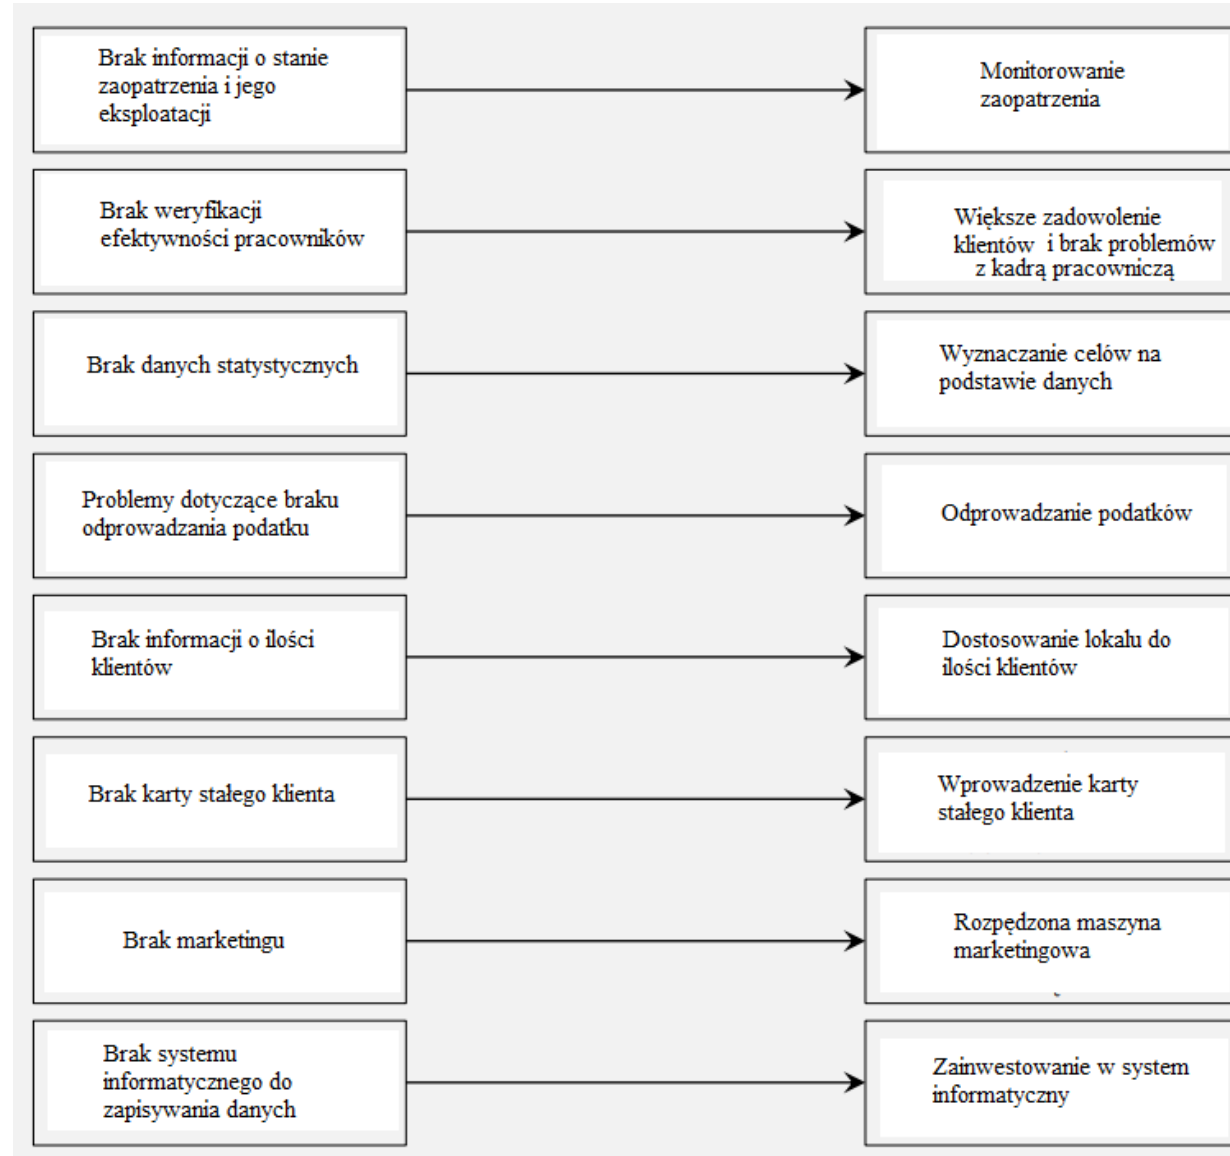 Brak informacji o stanie
zaopatrzenia i jego
eksploatacji
Monitorowanie
zaopatrzenia
Brak weryfikacji
efektywności pracowników
Większe zadowolenie
klientów i brak problemów
z kadrą pracowniczą
Brak danych statystycznych
Wyznaczanie celów na
podstawie danych
Problemy dotyczące braku
odprowadzania podatku
Odprowadzanie podatków
Brak informacji o ilości
klientów
Dostosowanie lokalu do
ilości klientów
Brak karty stałego klienta
Wprowadzenie karty
stałego klienta
Brak marketingu
Rozpędzona maszyna
marketingowa
Brak systemu
informatycznego do
zapisywania danych
Zainwestowanie w system
informatyczny